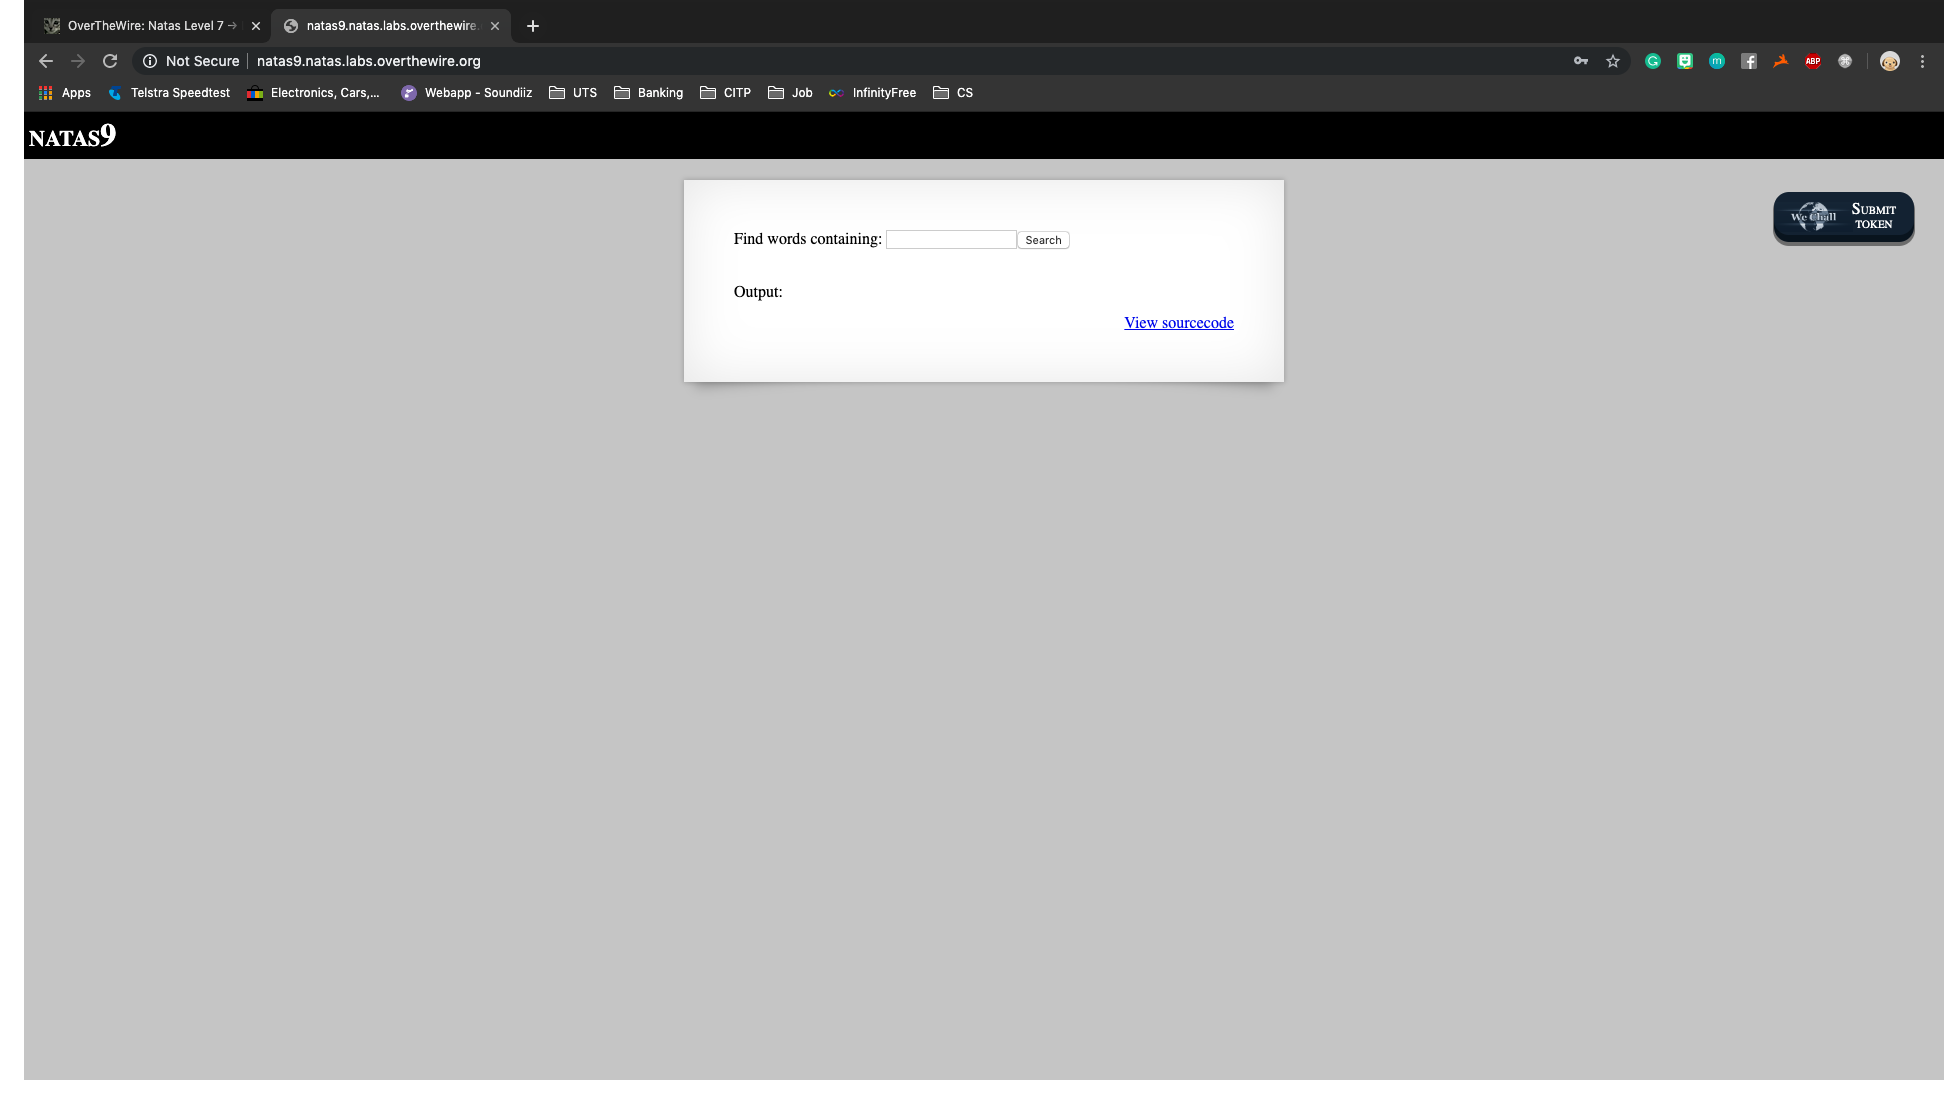 OverTheWire: Natas Level 7 →
natas9.natas.labs.overthewire.
Not Secure natas9.natas.labs.overthewire.org
ABP
Apps Telstra Speedtest Electronics, Cars,... Webapp - Soundiiz UTS Banking CITP Job InfinityFree CS
NATAS9
We Chall SUBMIT TOKEN
Find words containing: Search
Output:
View sourcecode